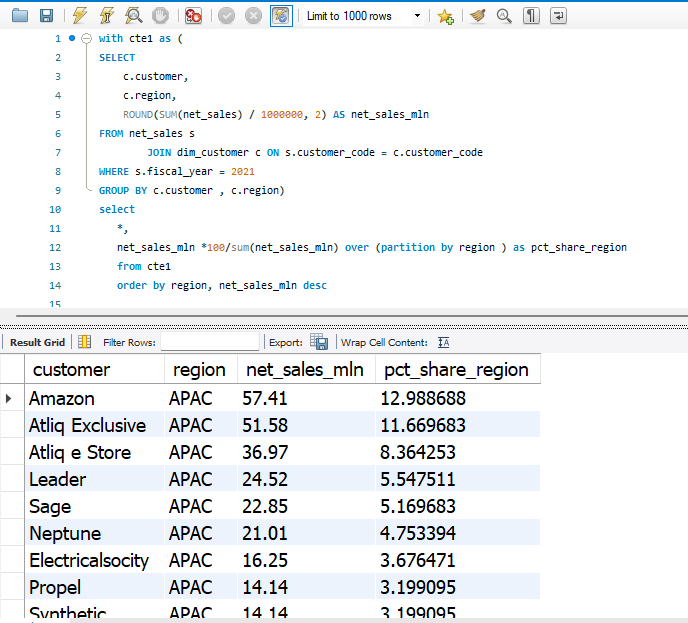 Limit to 1000 rows
1 with cte1 as (
2 SELECT
3 c.customer,
4 c.region,
5 ROUND(SUM(net_sales) / 1000000, 2) AS net_sales_mln
6 FROM net_sales s
7 JOIN dim_customer c ON s.customer_code = c.customer_code
8 WHERE s.fiscal_year = 2021
9 GROUP BY c.customer , c.region)
10 select
11 *,
12 net_sales_mln *100/sum(net_sales_mln) over (partition by region ) as pct_share_region
13 from cte1
14 order by region, net_sales_mln desc
15
Result Grid Filter Rows: Export: Wrap Cell Content: IA
customer region net_sales_mln pct_share_region
Amazon APAC 57.41 12.988688
Atliq Exclusive APAC 51.58 11.669683
Atliq e Store APAC 36.97 8.364253
Leader APAC 24.52 5.547511
Sage APAC 22.85 5.169683
Neptune APAC 21.01 4.753394
Electricalsocity APAC 16.25 3.676471
Propel APAC 14.14 3.199095
Synthetic APAC 14.14 3.199095